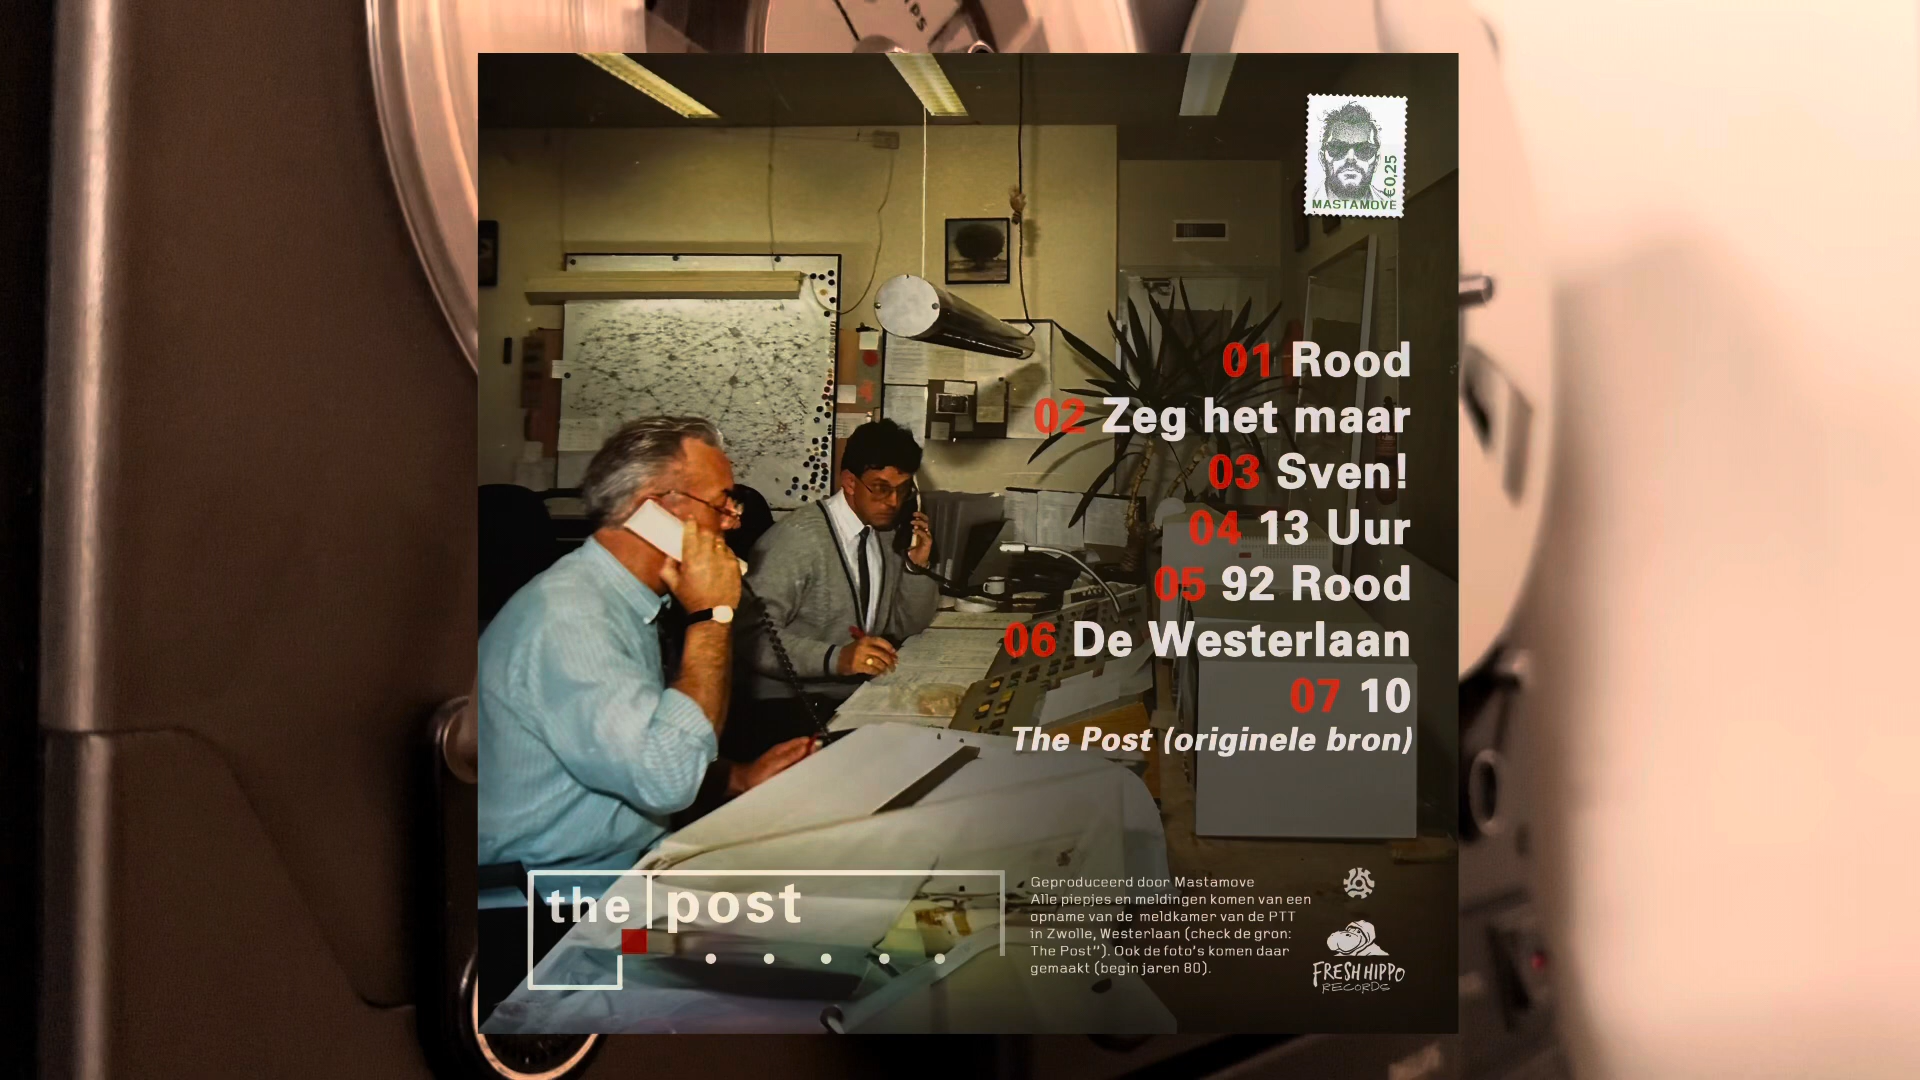 €0,25
MASTAMOVE
01 Rood
02 Zeg het maar
03 Sven!
04 13 Uur
05 92 Rood
06 De Westerlaan
07 10
The Post (originele bron)
the post
Geproduceerd door Mastamove
Alle piepjes en meldingen komen van een
opname van de meldkamer van de PTT
in Zwolle, Westerlaan (check de gron:
The Post”). Ook de foto's komen daar
gemaakt (begin jaren 80).
FRESH HIPPO
RECORDS